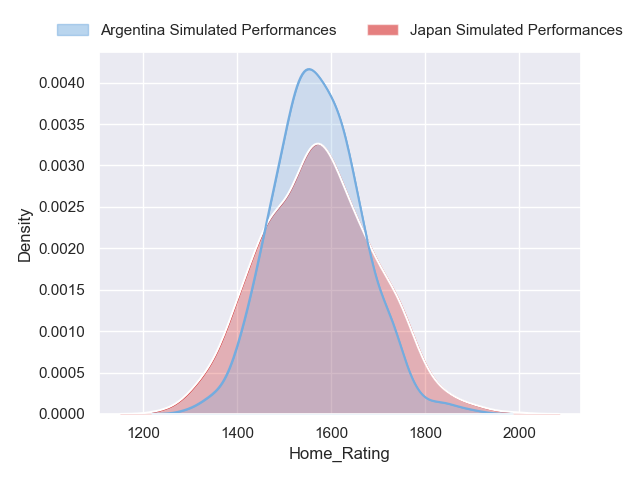 Argentina Simulated Performances Japan Simulated Performances
0.0040
0.0035
0.0030
0.0025
0.0020
0.0015
0.0010
0.0005
0.0000
Density
1200 1400 1600 1800 2000
Home_Rating